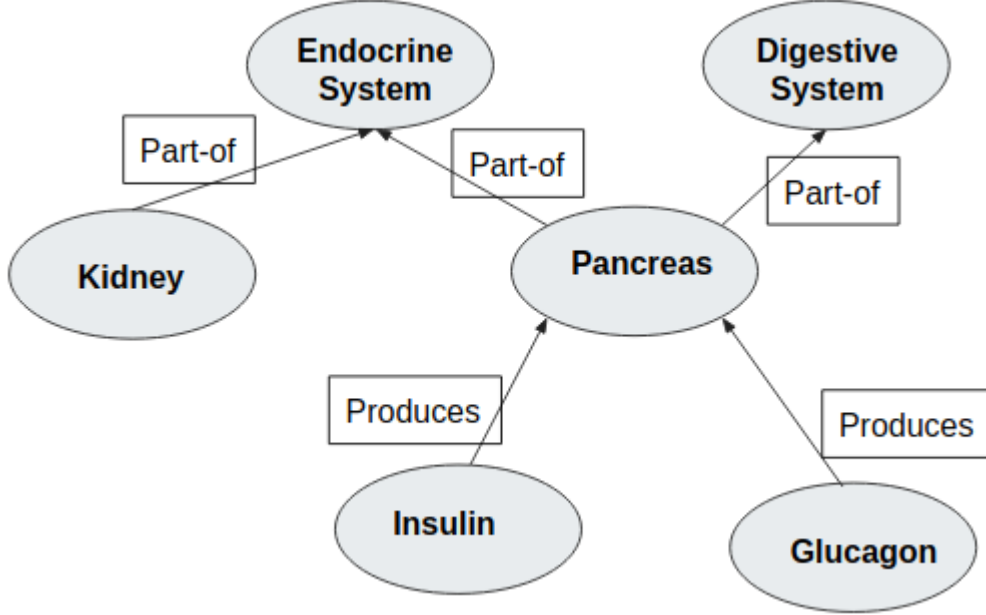 Endocrine
System
Digestive
System
Part-of
Part-of
Part-of
Kidney
Pancreas
Produces
Produces
Insulin
Glucagon